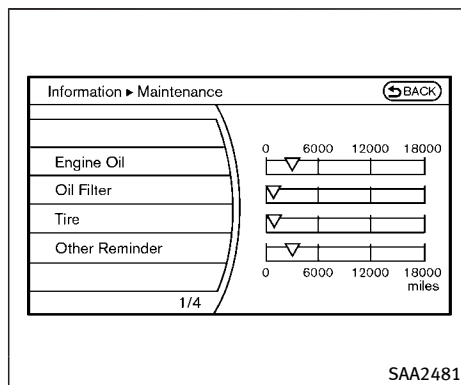 Information ▸ Maintenance BACK
0 6000 12000 18000
Engine Oil
Oil Filter
Tire
Other Reminder
0 6000 12000 18000
miles
1/4
SAA2481